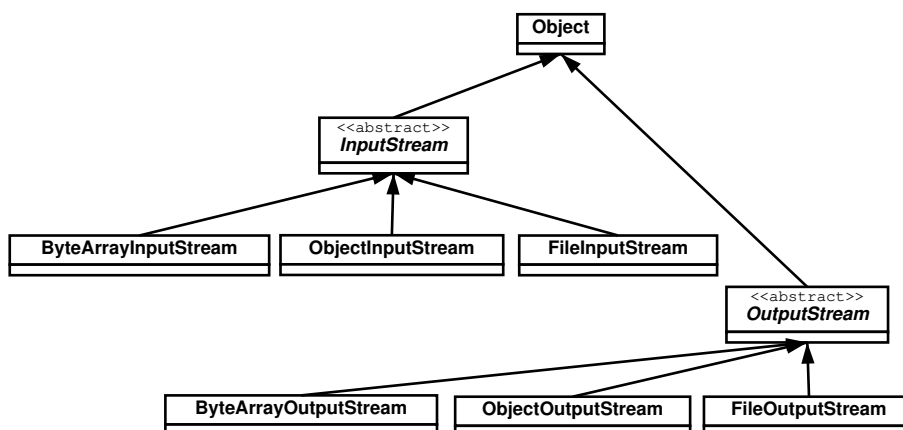 Object
<<abstract>>
InputStream
ByteArrayInputStream ObjectInputStream FileInputStream
<<abstract>>
OutputStream
ByteArrayOutputStream ObjectOutputStream FileOutputStream